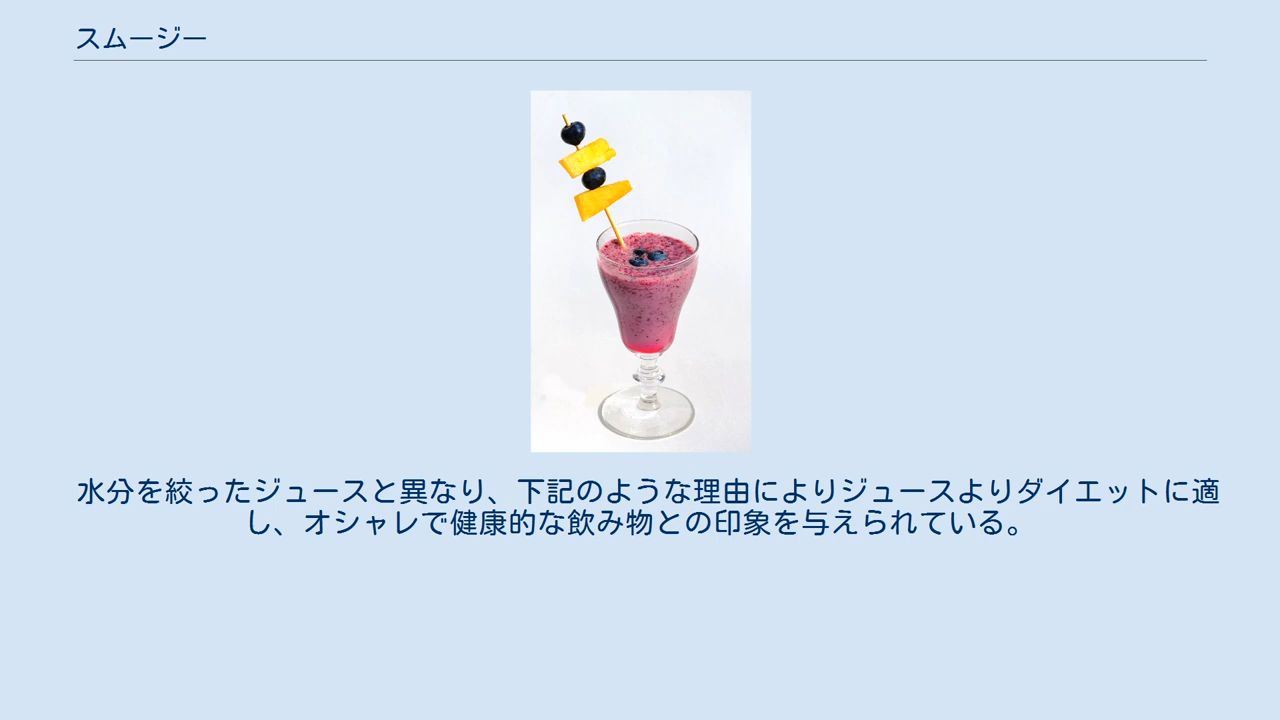 スムージー
水分を絞ったジュースと異なり、下記のような理由によりジュースよりダイエットに適
し、オシャレで健康的な飲み物との印象を与えられている。